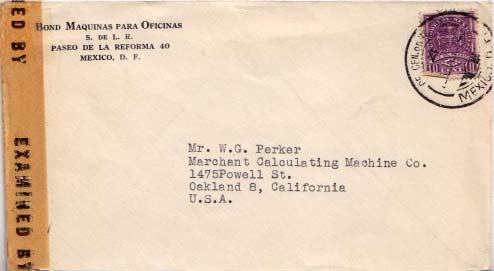 Bond Maquinas para Oficinas
S. DE L. R.
PASEO DE LA REFORMA 40
MEXICO, D. F.
NED BY
EXAMINED BY
MEXICO
Mr. W.G. Perker
Marchant Calculating Machine Co.
1475Powell St.
Oakland 8, California
U.S.A.